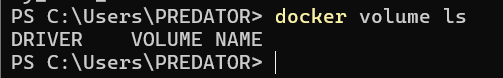 PS C:\Users\PREDATOR> docker volume ls
DRIVER    VOLUME NAME
PS C:\Users\PREDATOR>